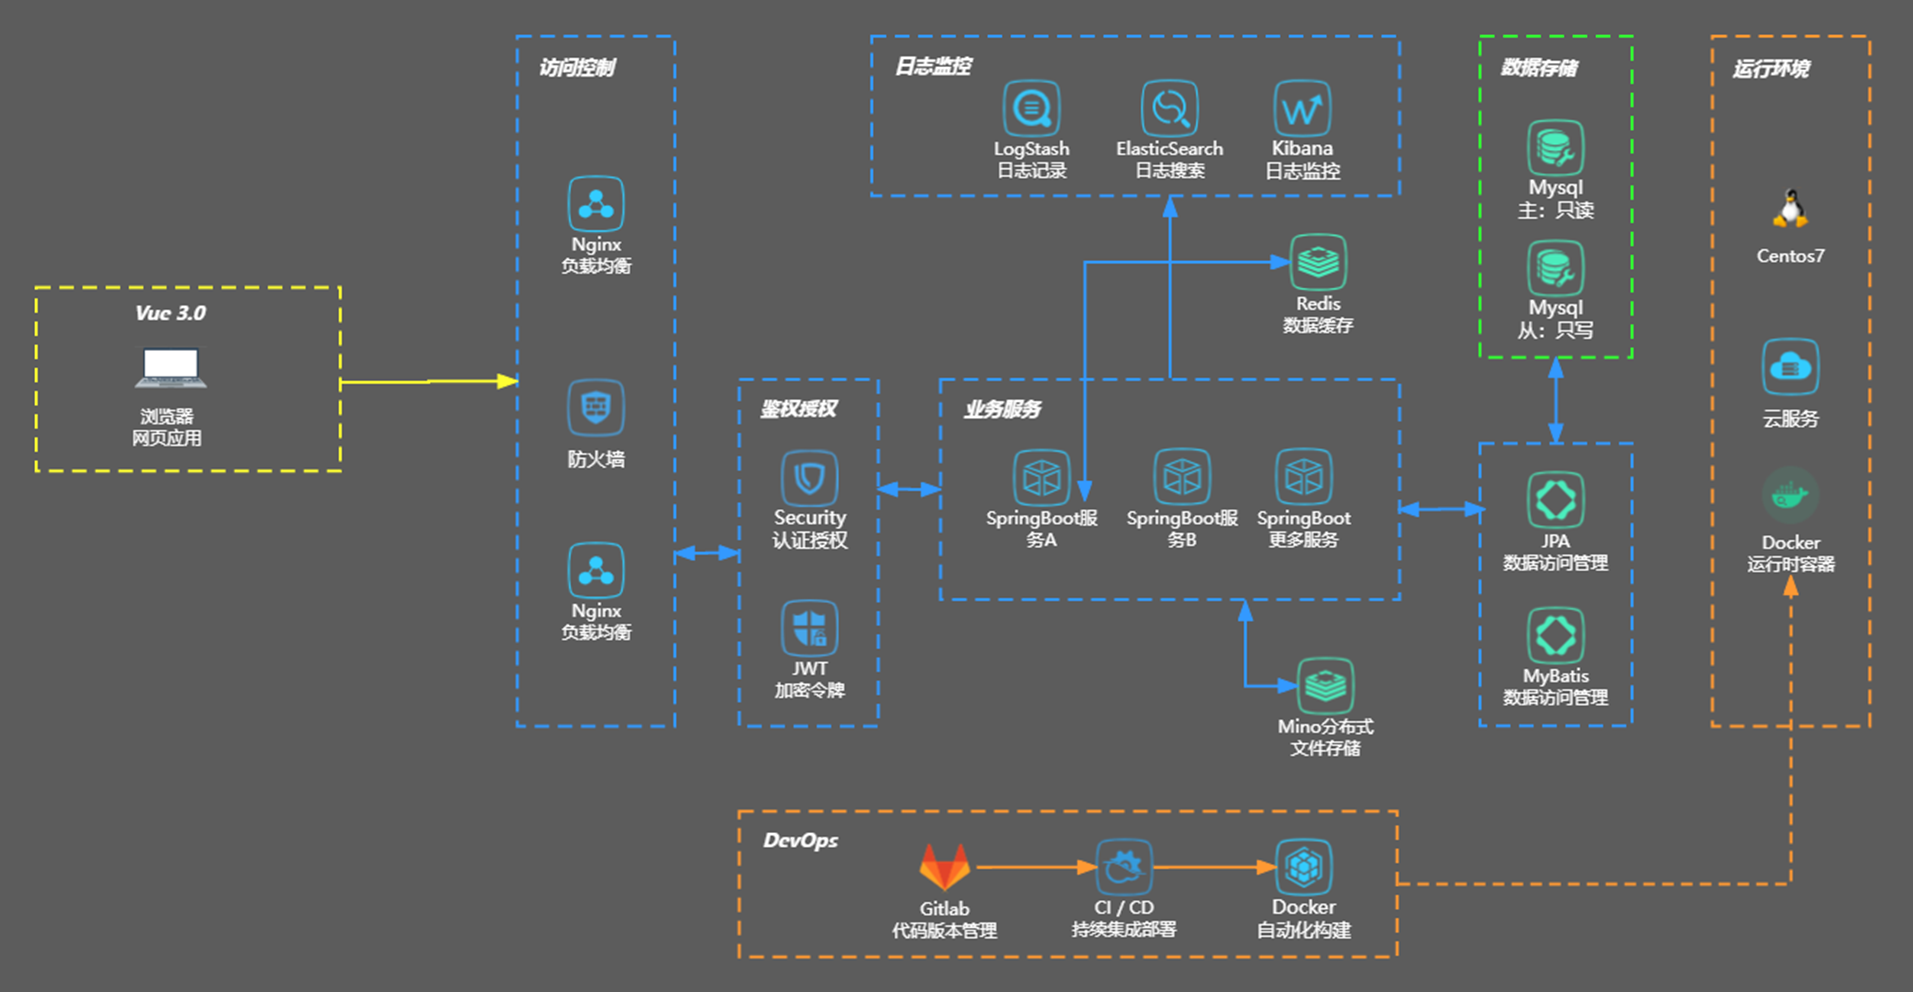 Vue 3.0
浏览器
网页应用
访问控制
Nginx
负载均衡
防火墙
Nginx
负载均衡
鉴权授权
Security
认证授权
JWT
加密令牌
日志监控
LogStash
日志记录
ElasticSearch
日志搜索
Kibana
日志监控
Redis
数据缓存
业务服务
SpringBoot服
务A
SpringBoot服
务B
SpringBoot
更多服务
Mino分布式
文件存储
数据存储
Mysql
主：只读
Mysql
从：只写
JPA
数据访问管理
MyBatis
数据访问管理
运行环境
Centos7
云服务
Docker
运行时容器
DevOps
Gitlab
代码版本管理
CI / CD
持续集成部署
Docker
自动化构建